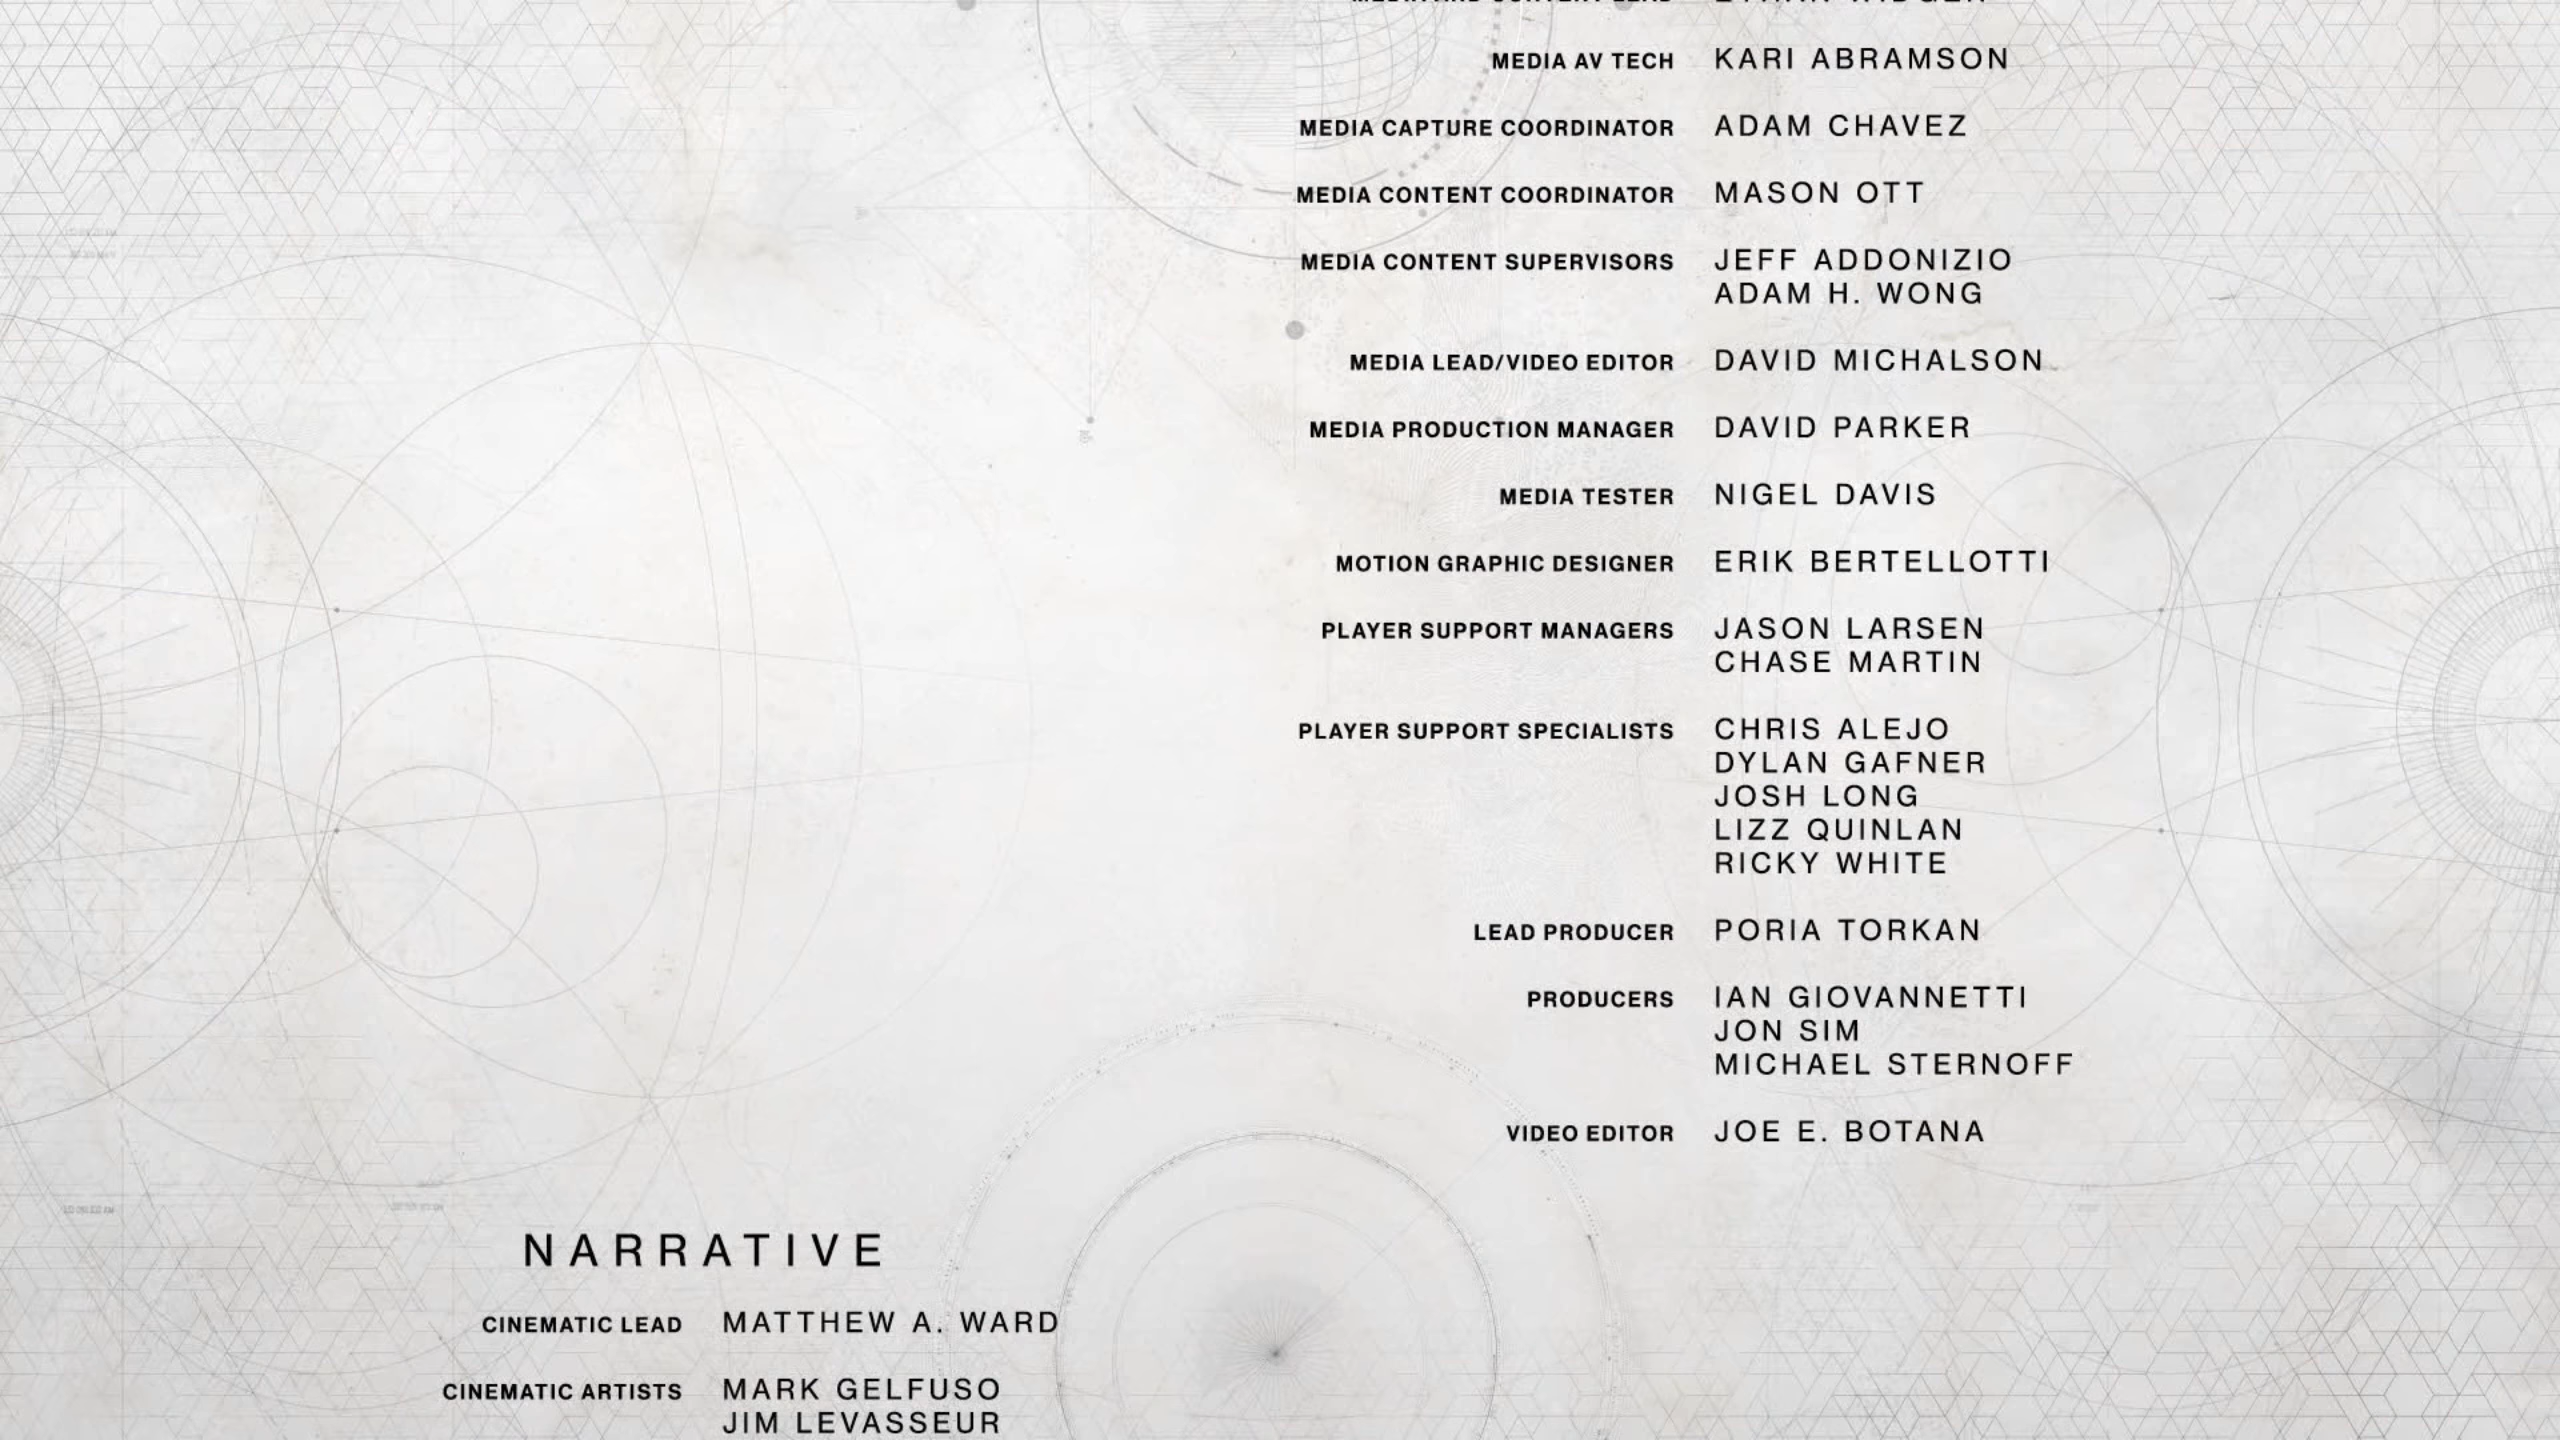 MEDIA AV TECH KARI ABRAMSON
MEDIA CAPTURE COORDINATOR ADAM CHAVEZ
MEDIA CONTENT COORDINATOR MASON OTT
MEDIA CONTENT SUPERVISORS JEFF ADDONIZIO
ADAM H. WONG
MEDIA LEAD/VIDEO EDITOR DAVID MICHALSON
MEDIA PRODUCTION MANAGER DAVID PARKER
MEDIA TESTER NIGEL DAVIS
MOTION GRAPHIC DESIGNER ERIK BERTELLOTTI
PLAYER SUPPORT MANAGERS JASON LARSEN
CHASE MARTIN
PLAYER SUPPORT SPECIALISTS CHRIS ALEJO
DYLAN GAFNER
JOSH LONG
LIZZ QUINLAN
RICKY WHITE
LEAD PRODUCER PORIA TORKAN
PRODUCERS IAN GIOVANNETTI
JON SIM
MICHAEL STERNOFF
VIDEO EDITOR JOE E. BOTANA
NARRATIVE
CINEMATIC LEAD MATTHEW A. WARD
CINEMATIC ARTISTS MARK GELFUSO
JIM LEVASSEUR